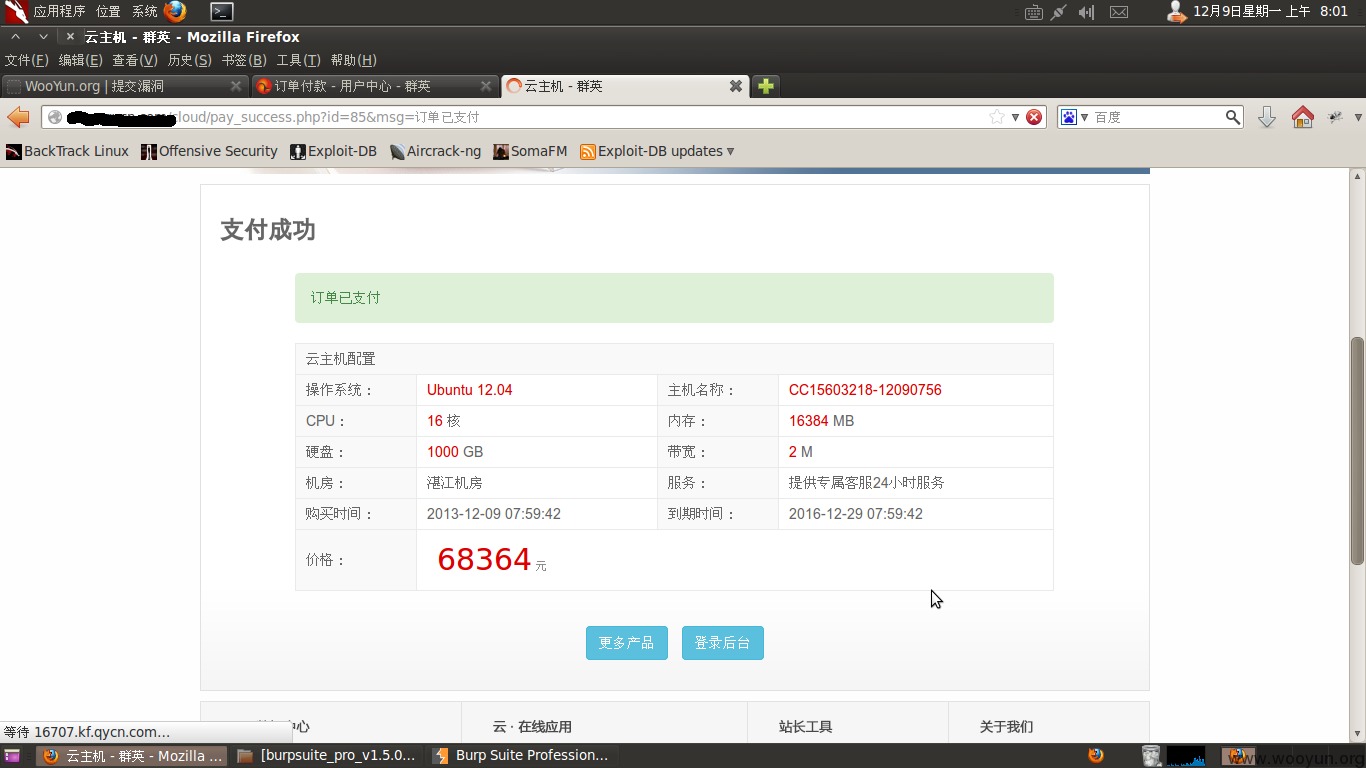 应用程序 位置 系统 12月9日星期一 上午 8:01
云主机 - 群英 - Mozilla Firefox
文件(F) 编辑(E) 查看(V) 历史(S) 书签(B) 工具(T) 帮助(H)
WooYun.org | 提交漏洞 订单付款 - 用户中心 - 群英 云主机 - 群英
/cloud/pay_success.php?id=85&msg=订单已支付 百度
BackTrack Linux Offensive Security Exploit-DB Aircrack-ng SomaFM Exploit-DB updates
支付成功
订单已支付
云主机配置
操作系统： Ubuntu 12.04 主机名称： CC15603218-12090756
CPU： 16 核 内存： 16384 MB
硬盘： 1000 GB 带宽： 2 M
机房： 湛江机房 服务： 提供专属客服24小时服务
购买时间： 2013-12-09 07:59:42 到期时间： 2016-12-29 07:59:42
价格： 68364 元
更多产品 登录后台
中心 云 · 在线应用 站长工具 关于我们
等待 16707.kf.qycn.com...
云主机 - 群英 - Mozilla ... [burpsuite_pro_v1.5.0... Burp Suite Profession...
www.wooyun.org